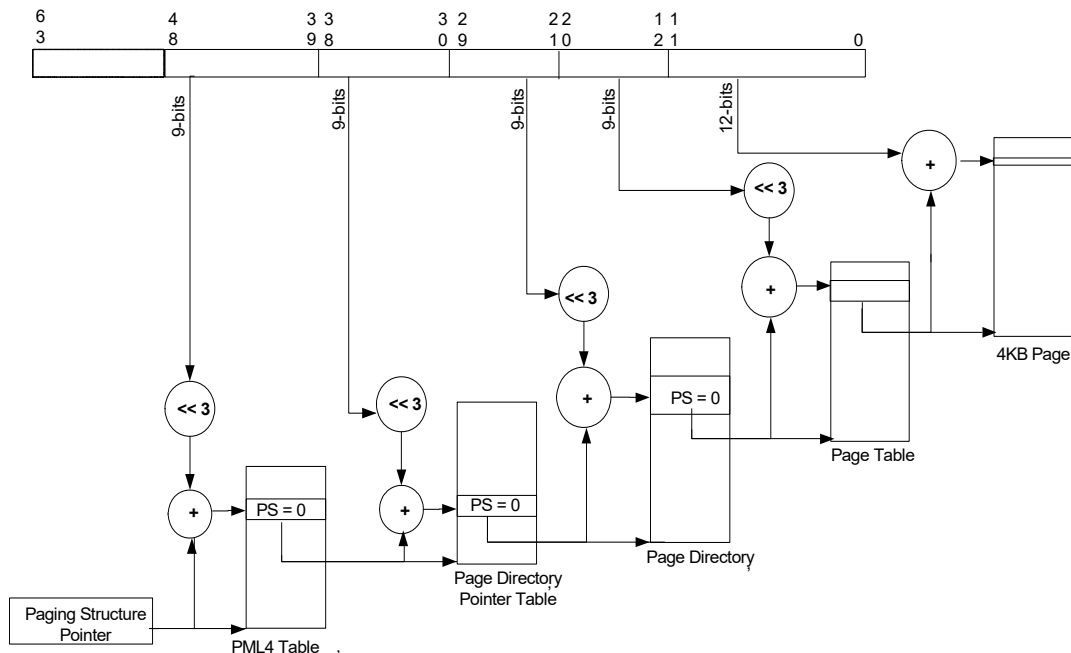 6 4 3 3 3 2 2 2 1 1
3 8 9 8 0 9 1 0 2 1 0
9-bits
9-bits
9-bits
9-bits
12-bits
+
<< 3
<< 3
+
4KB Page
<< 3
<< 3
+
PS = 0
Page Table
+
PS = 0
+
PS = 0
Page Directory
Page Directory,
Pointer Table
Paging Structure
Pointer
PML4 Table ,